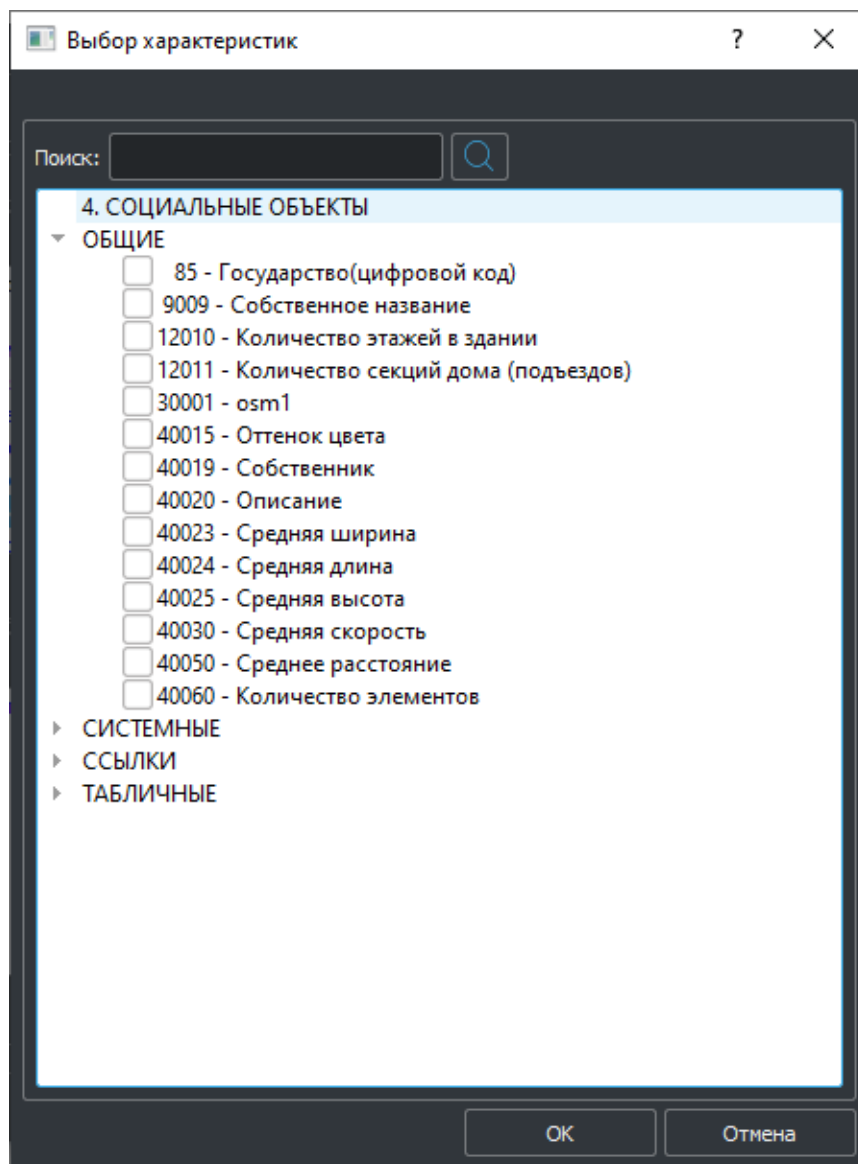 Выбор характеристик
?
Поиск:
4. СОЦИАЛЬНЫЕ ОБЪЕКТЫ
ОБЩИЕ
85 - Государство(цифровой код)
9009 - Собственное название
12010 - Количество этажей в здании
12011 - Количество секций дома (подъездов)
30001 - osm1
40015 - Оттенок цвета
40019 - Собственник
40020 - Описание
40023 - Средняя ширина
40024 - Средняя длина
40025 - Средняя высота
40030 - Средняя скорость
40050 - Среднее расстояние
40060 - Количество элементов
СИСТЕМНЫЕ
ССЫЛКИ
ТАБЛИЧНЫЕ
OK Отмена